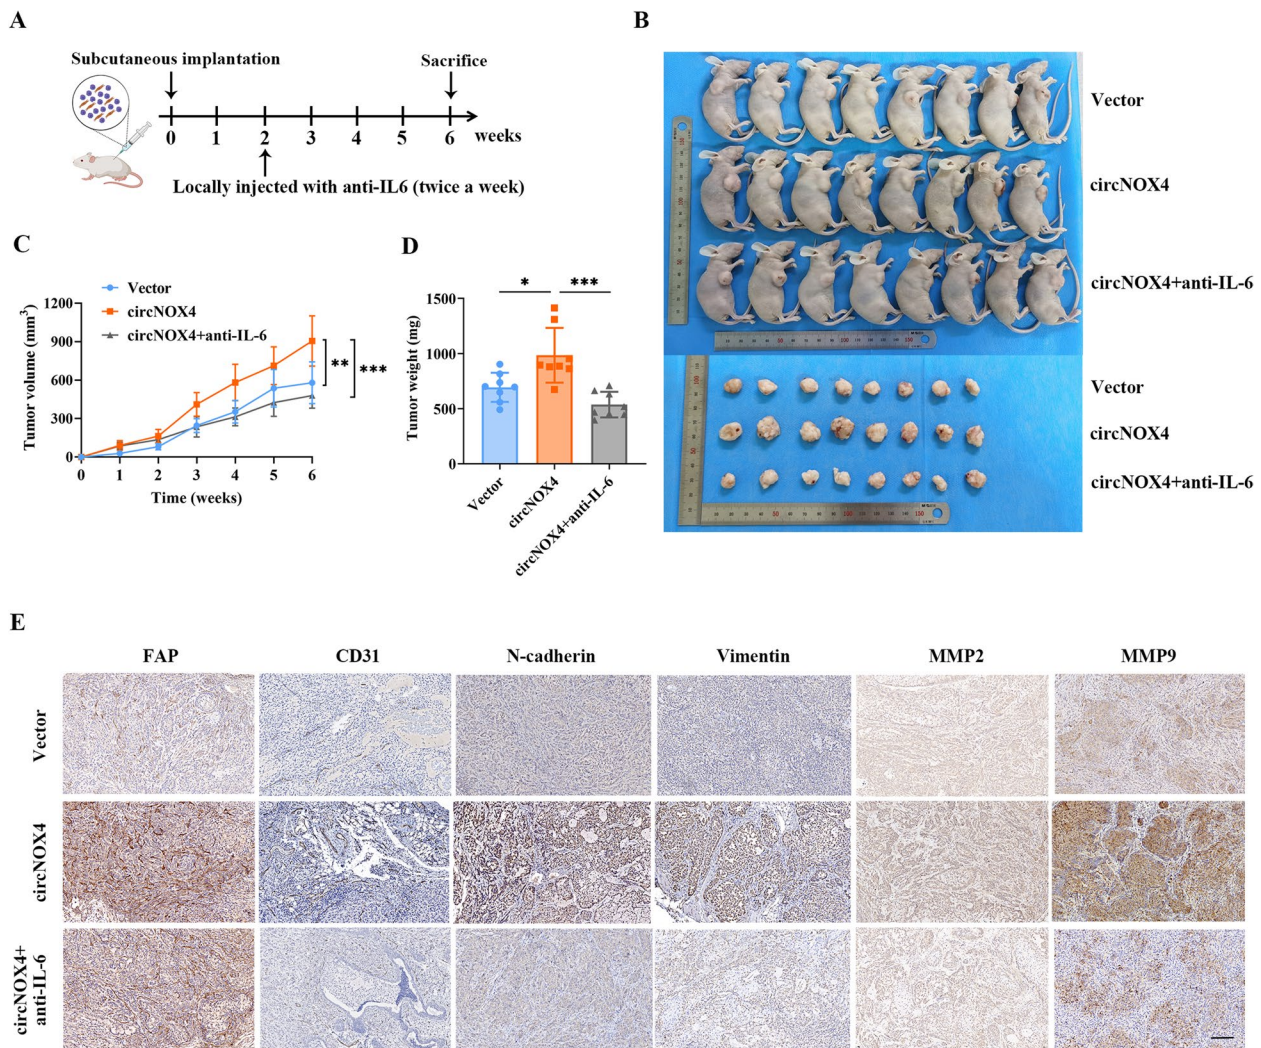 A
Subcutaneous implantation
Sacrifice
0 1 2 3 4 5 6 weeks
Locally injected with anti-IL6 (twice a week)
B
Vector
circNOX4
circNOX4+anti-IL-6
Vector
circNOX4
circNOX4+anti-IL-6
C
Vector
circNOX4
circNOX4+anti-IL-6
Tumor volume (mm3)
1200
900
600
300
0
0 1 2 3 4 5 6
Time (weeks)
**
***
D
*
***
Tumor weight (mg)
1500
1000
500
0
Vector
circNOX4
circNOX4+anti-IL-6
E
FAP CD31 N-cadherin Vimentin MMP2 MMP9
Vector
circNOX4
circNOX4+
anti-IL-6